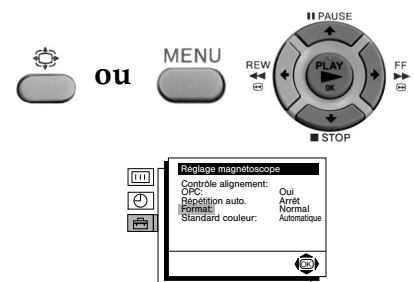 PAUSE
ou
MENU
REW
PLAY
FF
OK
STOP
Réglage magnétoscope
Contrôle alignement:
OPC: Oui
Répétition auto. Arrêt
Format: Normal
Standard couleur: Automatique
OK